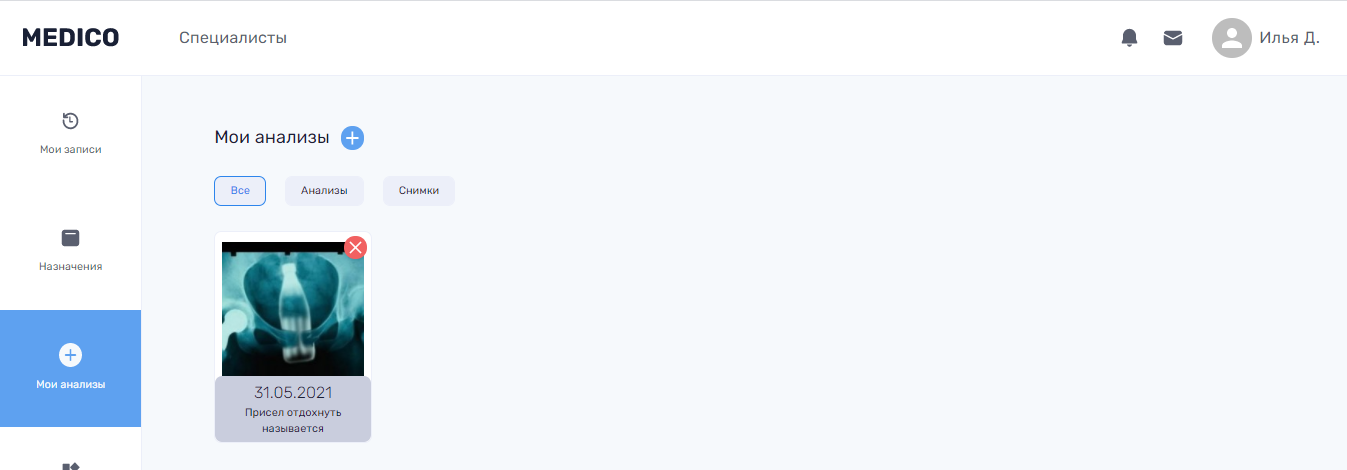 MEDICO
Специалисты
Илья Д.
Мои записи
Назначения
Мои анализы
Мои анализы
Все
Анализы
Снимки
31.05.2021
Присел отдохнуть
называется